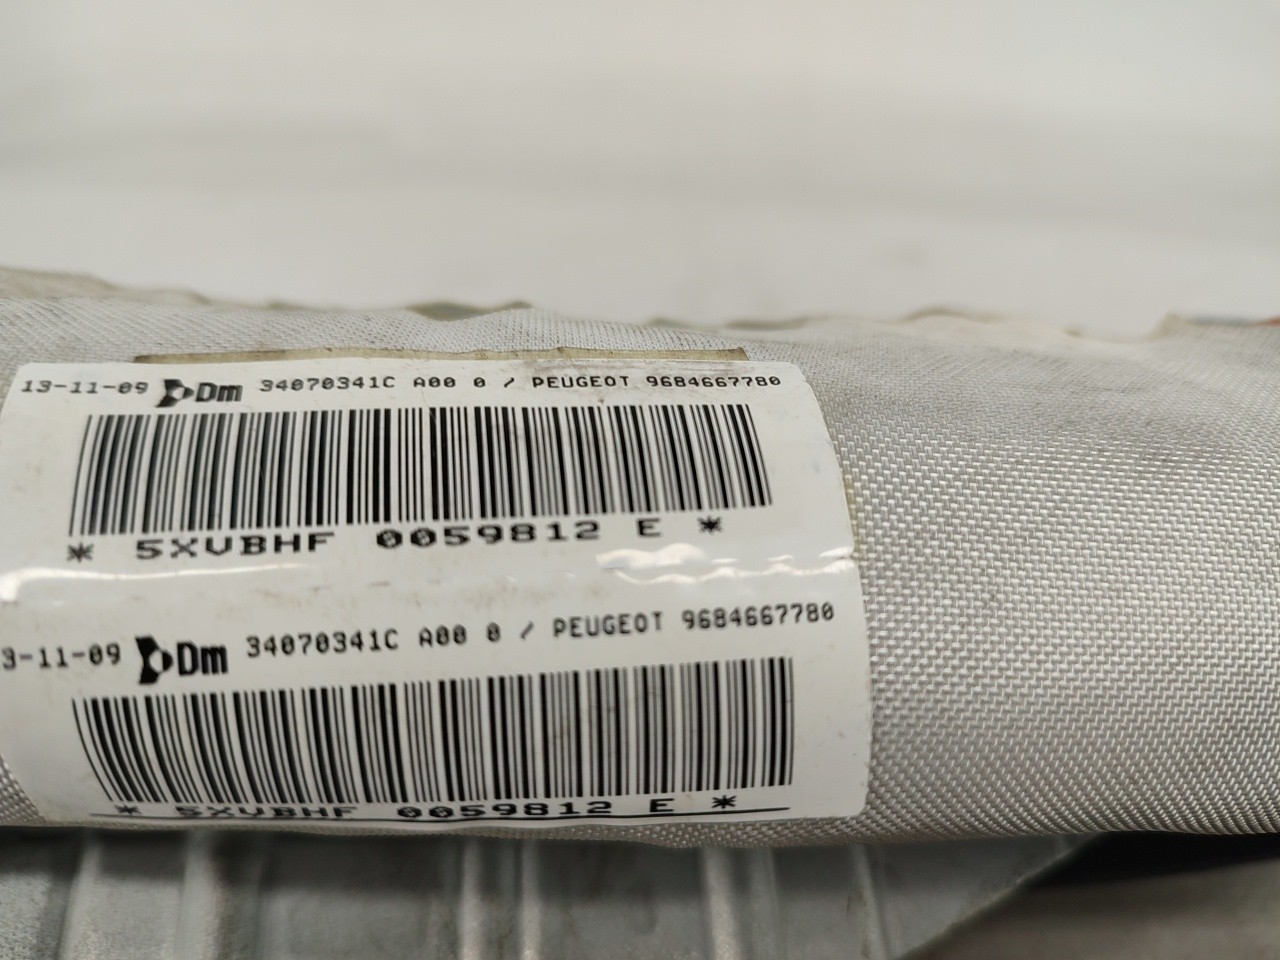 13-11-09 Dm 34070341C A00 0 / PEUGEOT 9684667780
* 5XVBHF 0059812 E *
3-11-09 Dm 34070341C A00 0 / PEUGEOT 9684667780
* 5XVBHF 0059812 E *